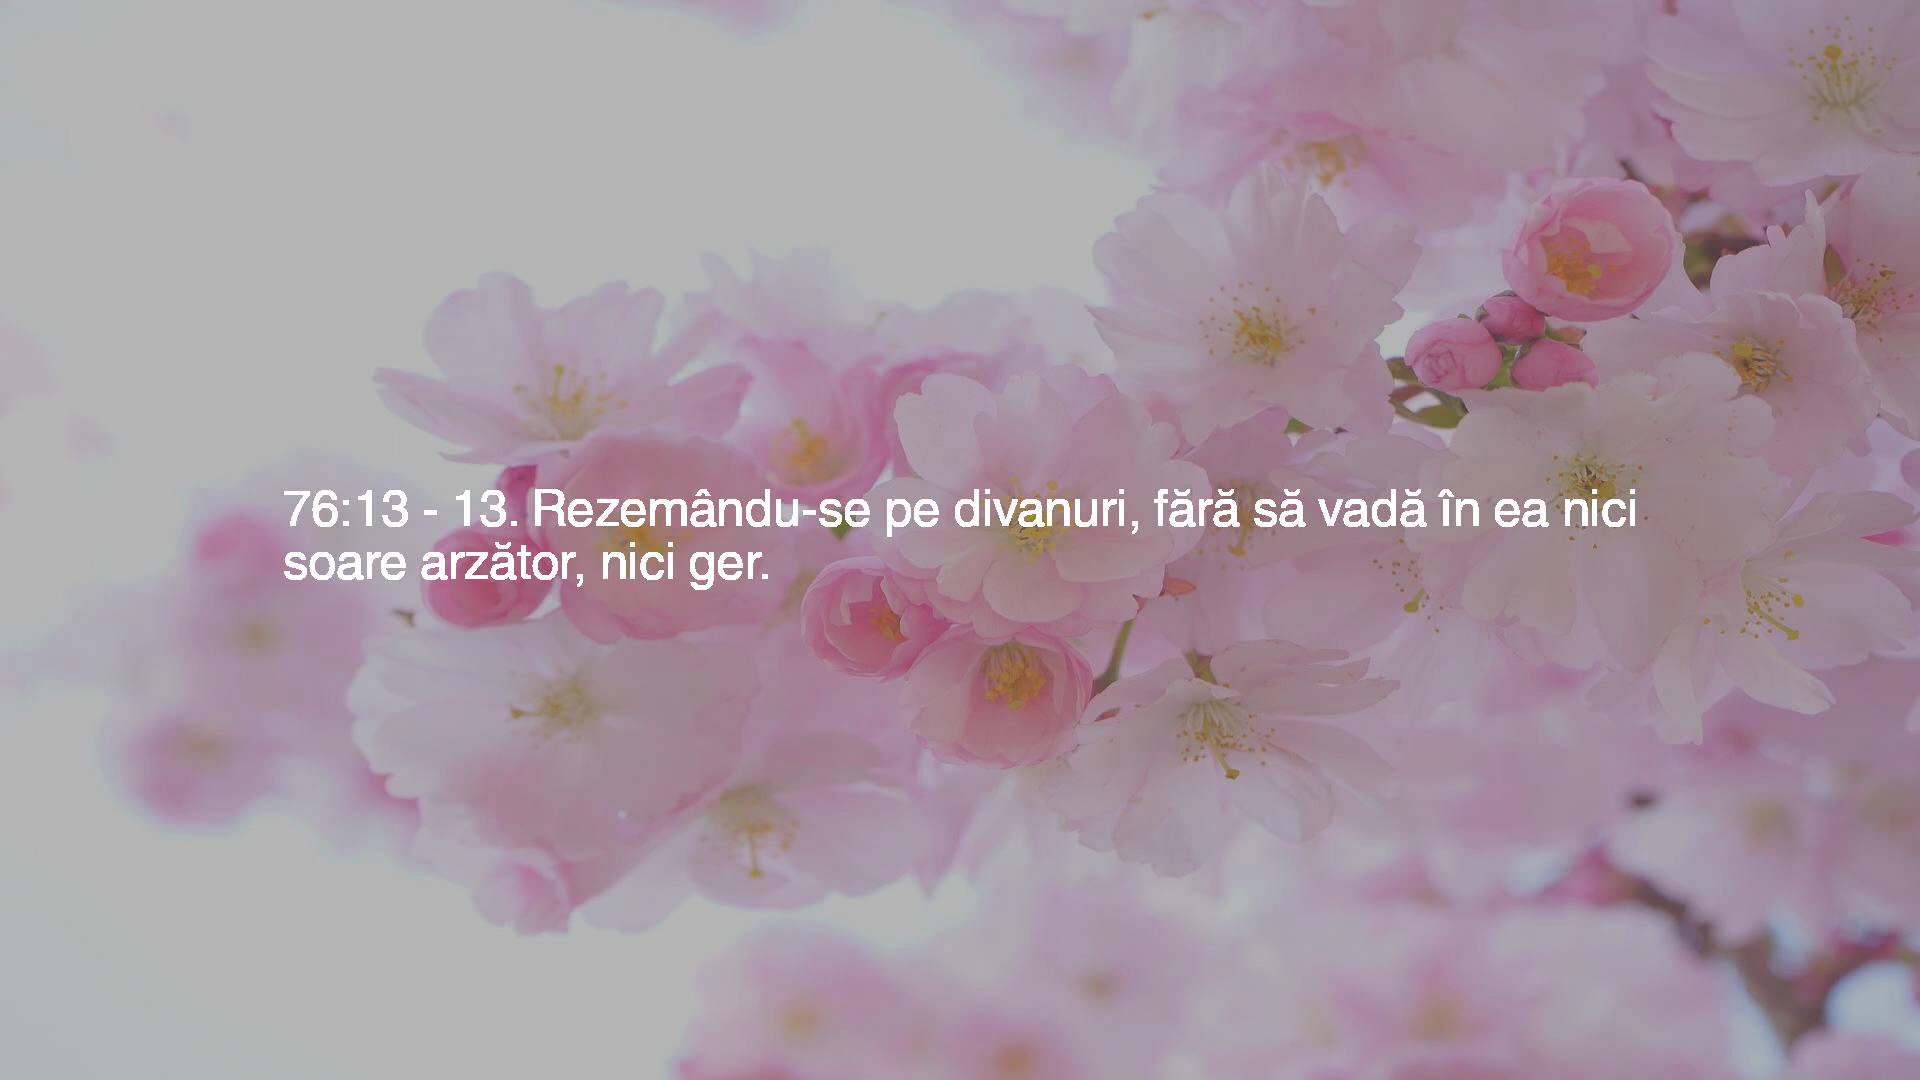 76:13 - 13. Rezemându-se pe divanuri, fără să vadă în ea nici
soare arzător, nici ger.